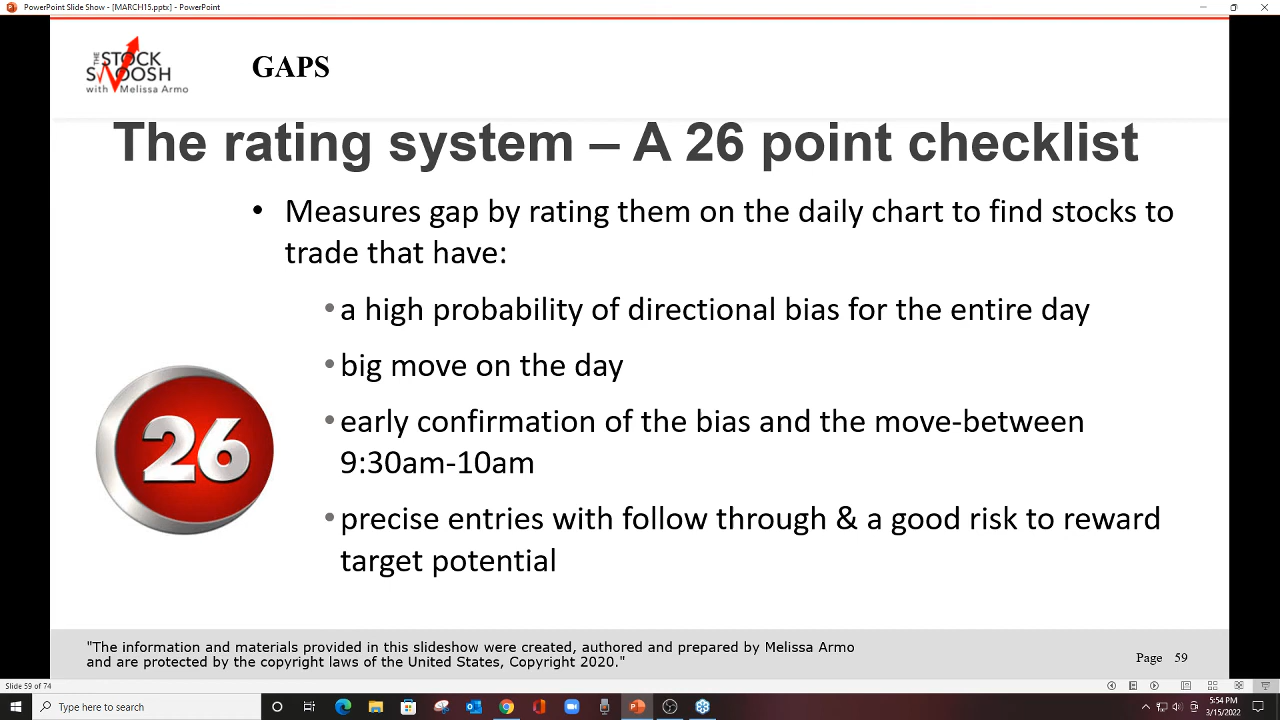 PowerPoint Slide Show - [MARCH15.pptx] - PowerPoint
THE
STOCK
SWOOSH
with Melissa Armo
GAPS
The rating system – A 26 point checklist
• Measures gap by rating them on the daily chart to find stocks to
trade that have:
• a high probability of directional bias for the entire day
• big move on the day
• early confirmation of the bias and the move-between
9:30am-10am
• precise entries with follow through & a good risk to reward
target potential
26
"The information and materials provided in this slideshow were created, authored and prepared by Melissa Armo
and are protected by the copyright laws of the United States, Copyright 2020."
Page 59
Slide 59 of 74
Type here to search
5:54 PM
3/15/2022